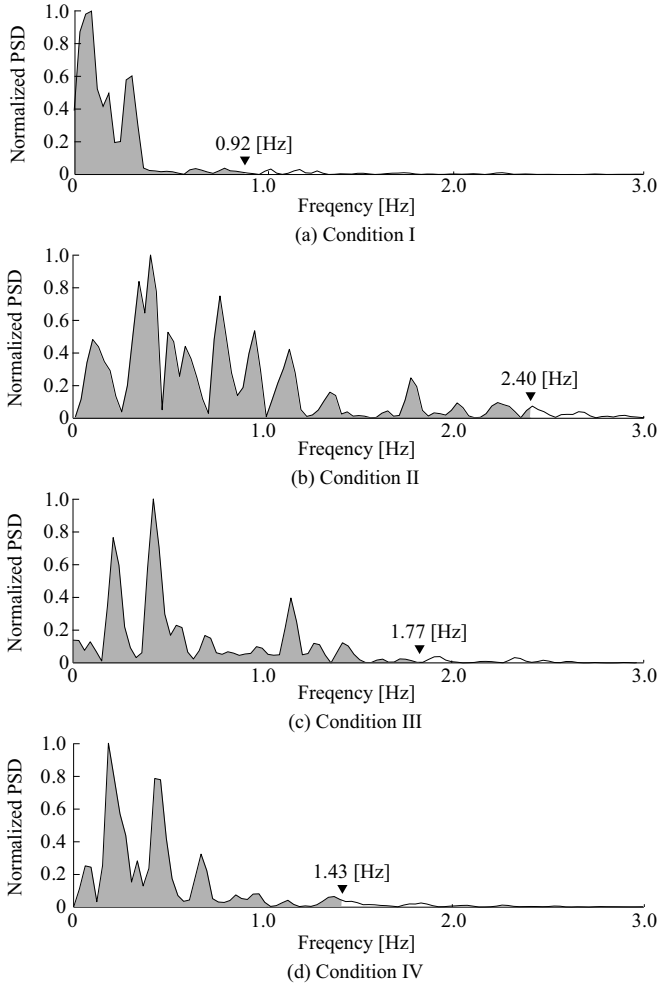 Normalized PSD
1.0
0.8
0.6
0.4
0.2
0
0.92 [Hz]
0 1.0 2.0 3.0
Freqency [Hz]
(a) Condition I
Normalized PSD
1.0
0.8
0.6
0.4
0.2
0
2.40 [Hz]
1.0 2.0 3.0
Freqency [Hz]
(b) Condition II
Normalized PSD
1.0
0.8
0.6
0.4
0.2
0
1.77 [Hz]
0 1.0 2.0 3.0
Freqency [Hz]
(c) Condition III
Normalized PSD
1.0
0.8
0.6
0.4
0.2
0
1.43 [Hz]
0 1.0 2.0 3.0
Freqency [Hz]
(d) Condition IV